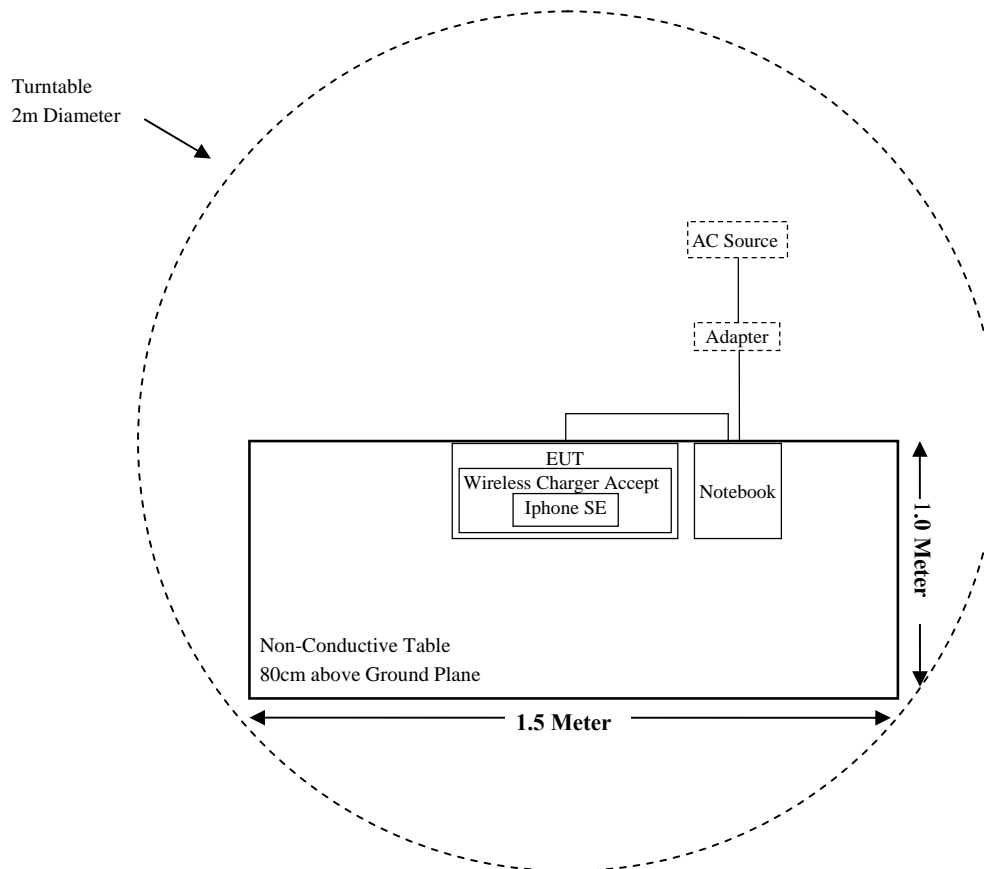 Turntable
2m Diameter
AC Source
Adapter
EUT
Wireless Charger Accept
Iphone SE
Notebook
1.0 Meter
Non-Conductive Table
80cm above Ground Plane
1.5 Meter